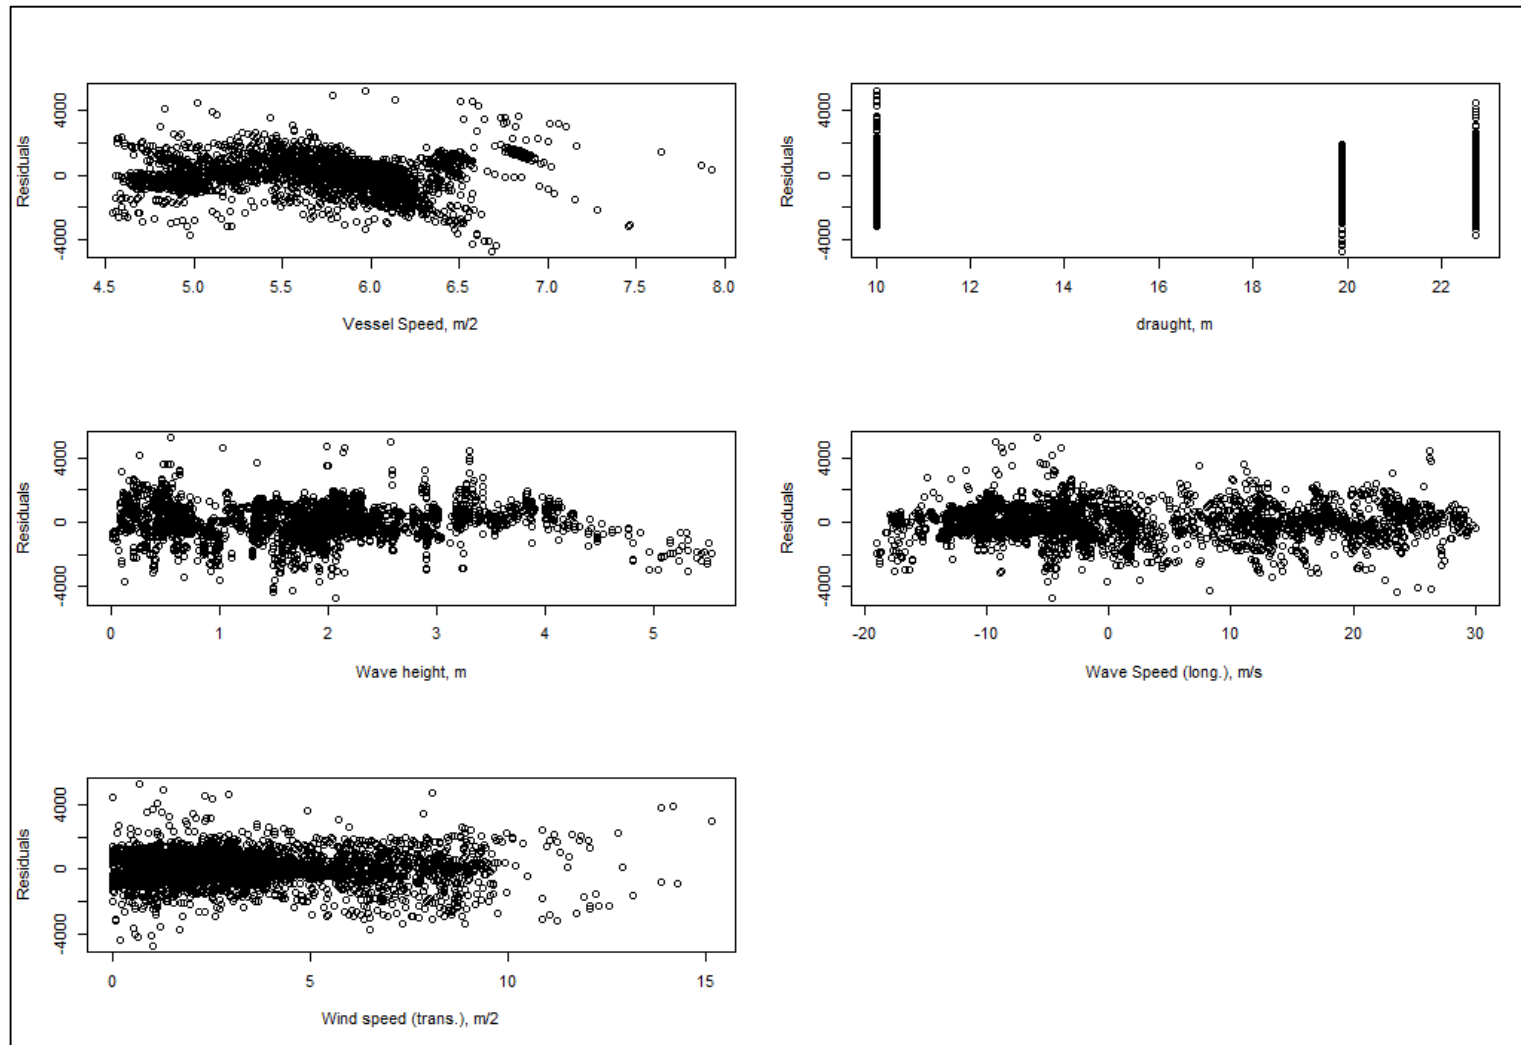 4000
0
-4000
Residuals
4.5 5.0 5.5 6.0 6.5 7.0 7.5 8.0
Vessel Speed, m/2
4000
0
-4000
Residuals
10 12 14 16 18 20 22
draught, m
4000
0
-4000
Residuals
0 1 2 3 4 5
Wave height, m
4000
0
-4000
Residuals
-20 -10 0 10 20 30
Wave Speed (long.), m/s
4000
0
-4000
Residuals
0 5 10 15
Wind speed (trans.), m/2